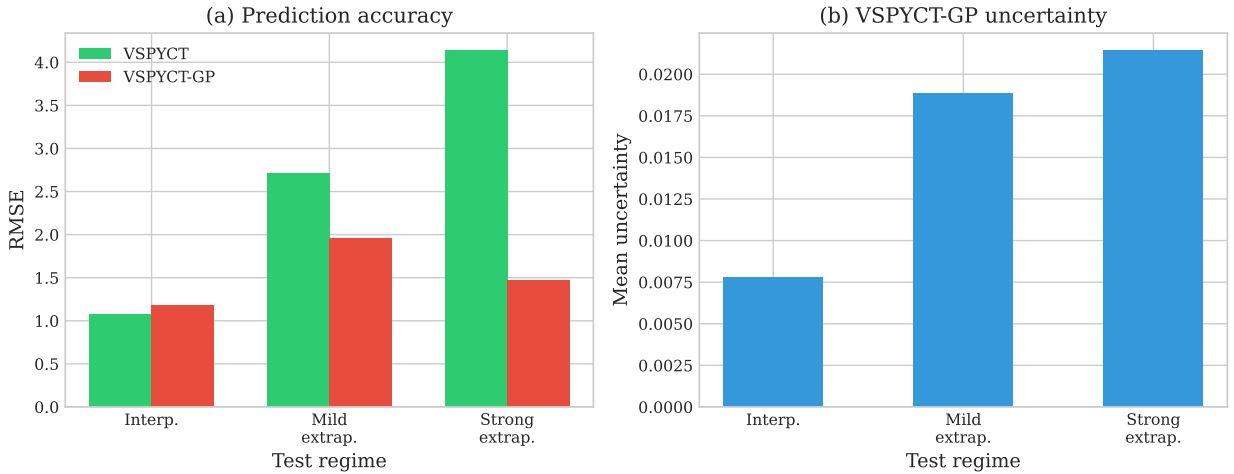 (a) Prediction accuracy
VSPYCT
VSPYCT-GP
RMSE
4.0
3.5
3.0
2.5
2.0
1.5
1.0
0.5
0.0
Interp.
Mild
extrap.
Strong
extrap.
Test regime
(b) VSPYCT-GP uncertainty
Mean uncertainty
0.0200
0.0175
0.0150
0.0125
0.0100
0.0075
0.0050
0.0025
0.0000
Interp.
Mild
extrap.
Strong
extrap.
Test regime